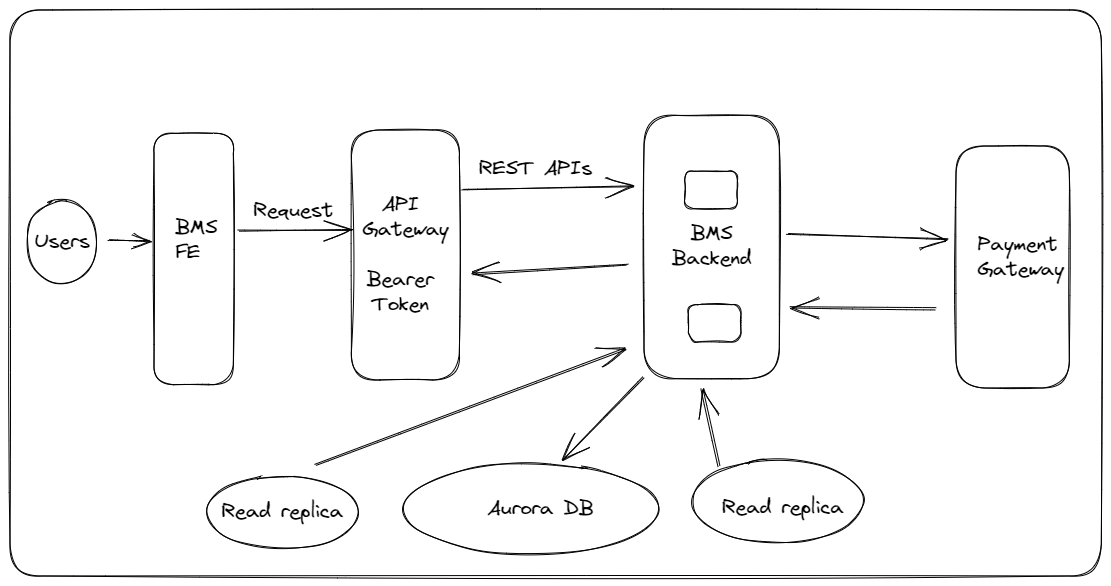 Users
BMS
FE
Request
API
Gateway
Bearer
Token
REST APIs
BMS
Backend
Payment
Gateway
Read replica
Aurora DB
Read replica